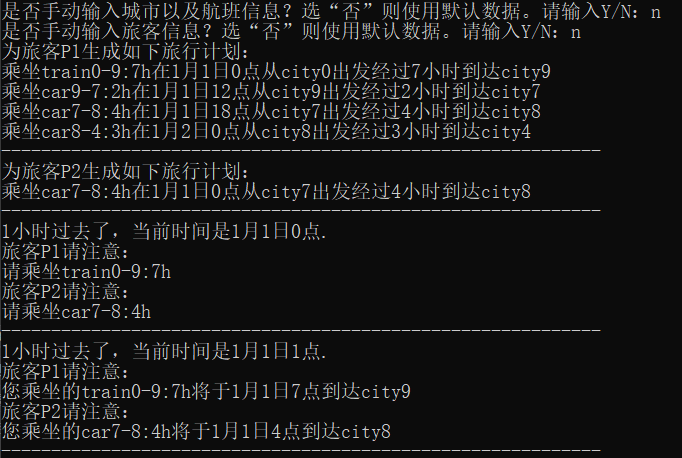 是否手动输入城市以及航班信息？选“否”则使用默认数据。请输入Y/N：n
是否手动输入旅客信息？选“否”则使用默认数据。请输入Y/N：n
为旅客P1生成如下旅行计划：
乘坐train0-9:7h在1月1日0点从city0出发经过7小时到达city9
乘坐car9-7:2h在1月1日12点从city9出发经过2小时到达city7
乘坐car7-8:4h在1月1日18点从city7出发经过4小时到达city8
乘坐car8-4:3h在1月2日0点从city8出发经过3小时到达city4
------------------------------------------------------------
为旅客P2生成如下旅行计划：
乘坐car7-8:4h在1月1日0点从city7出发经过4小时到达city8
------------------------------------------------------------
1小时过去了，当前时间是1月1日0点.
旅客P1请注意：
请乘坐train0-9:7h
旅客P2请注意：
请乘坐car7-8:4h
------------------------------------------------------------
1小时过去了，当前时间是1月1日1点.
旅客P1请注意：
您乘坐的train0-9:7h将于1月1日7点到达city9
旅客P2请注意：
您乘坐的car7-8:4h将于1月1日4点到达city8
------------------------------------------------------------